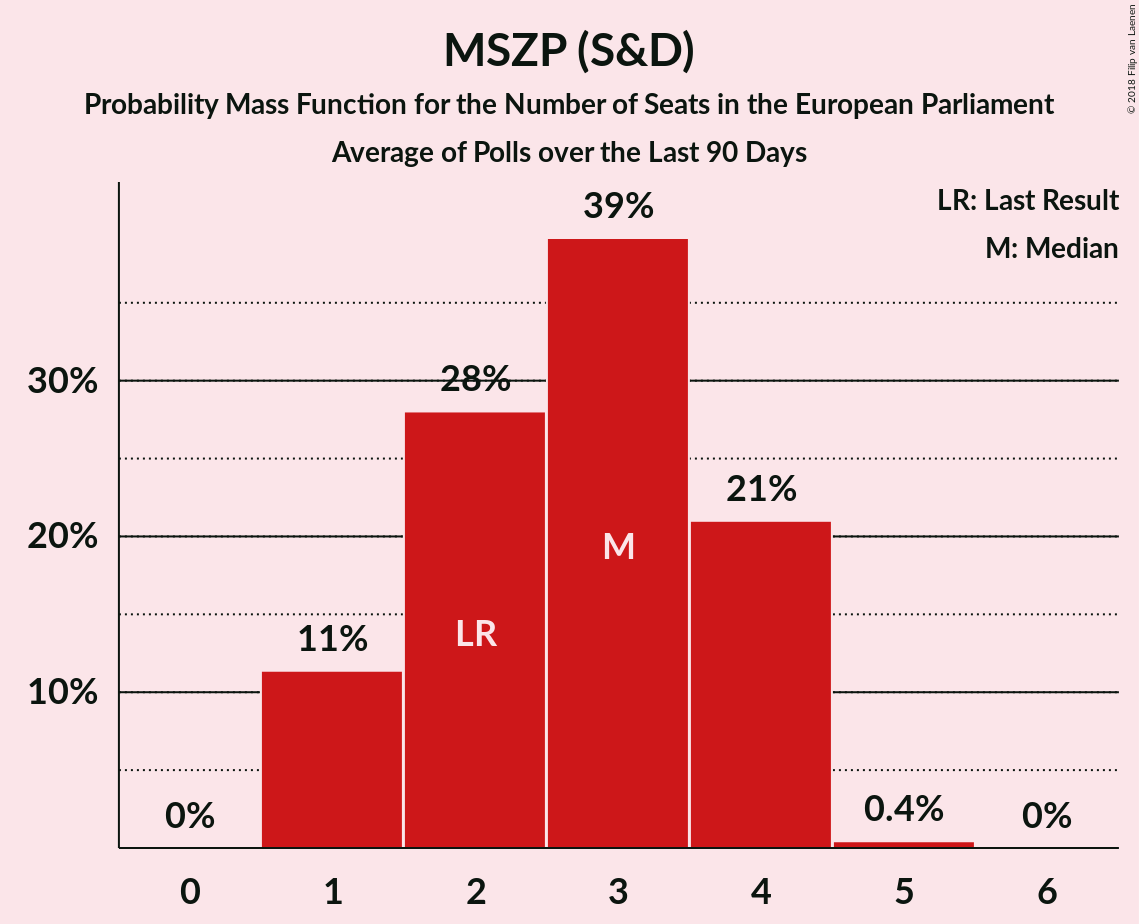 MSZP (S&D)
Probability Mass Function for the Number of Seats in the European Parliament
Average of Polls over the Last 90 Days
© 2018 Filip van Laenen
LR: Last Result
M: Median
39%
28%
30%
21%
20%
M
LR
11%
10%
0%
0.4%
0%
0 1 2 3 4 5 6